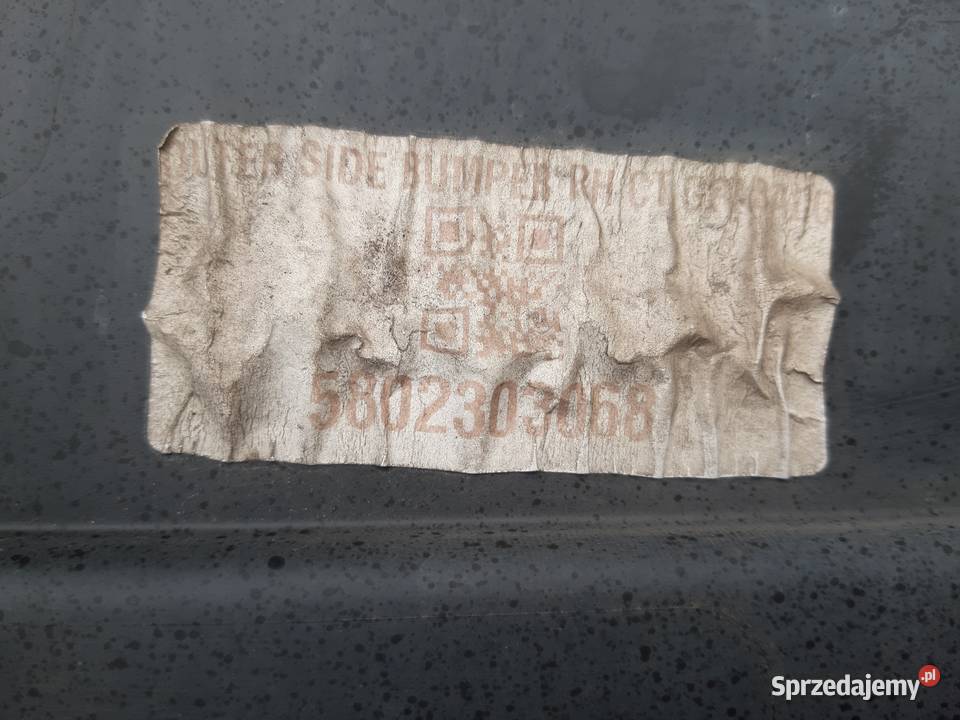 OUTER SIDE BUMPER RH CT
5802303068
Sprzedajemy.pl